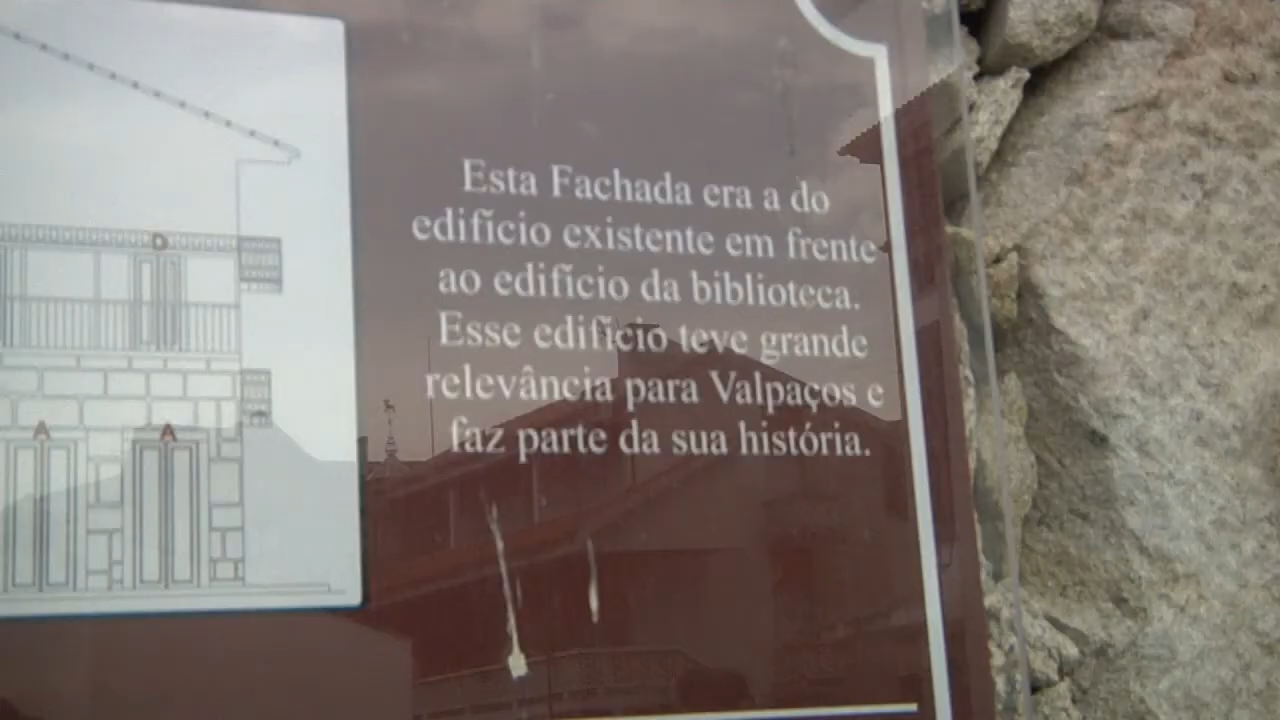 Esta Fachada era a do
edifício existente em frente
ao edifício da biblioteca.
Esse edifício teve grande
relevância para Valpaços e
faz parte da sua história.
D
A A